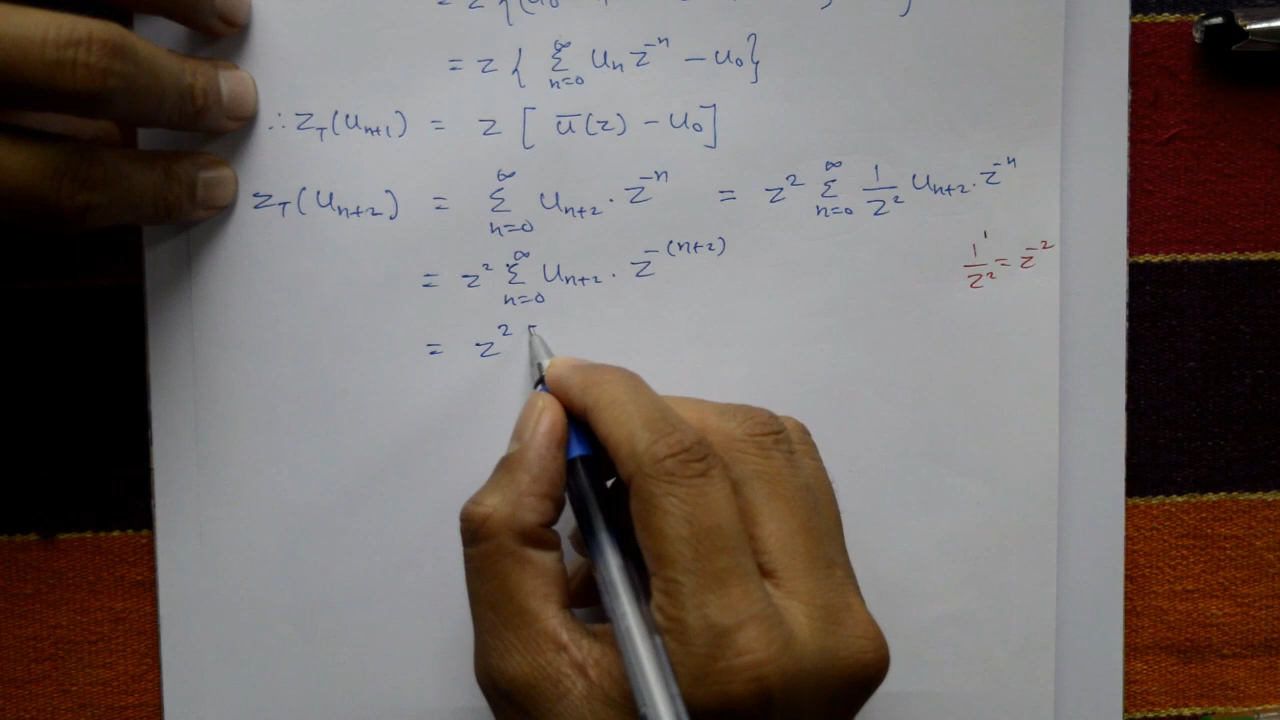 = z { Σ_{n=0}^{∞} u_n z^{-n} - u_0 }
∴ Z_T(u_{n+1}) = z [ ū(z) - u_0 ]
Z_T(u_{n+2}) = Σ_{n=0}^{∞} u_{n+2} · z^{-n} = z^2 Σ_{n=0}^{∞} 1/z^2 u_{n+2} · z^{-n}
= z^2 Σ_{n=0}^{∞} u_{n+2} · z^{-(n+2)}
1/z^2 = z^{-2}
= z^2